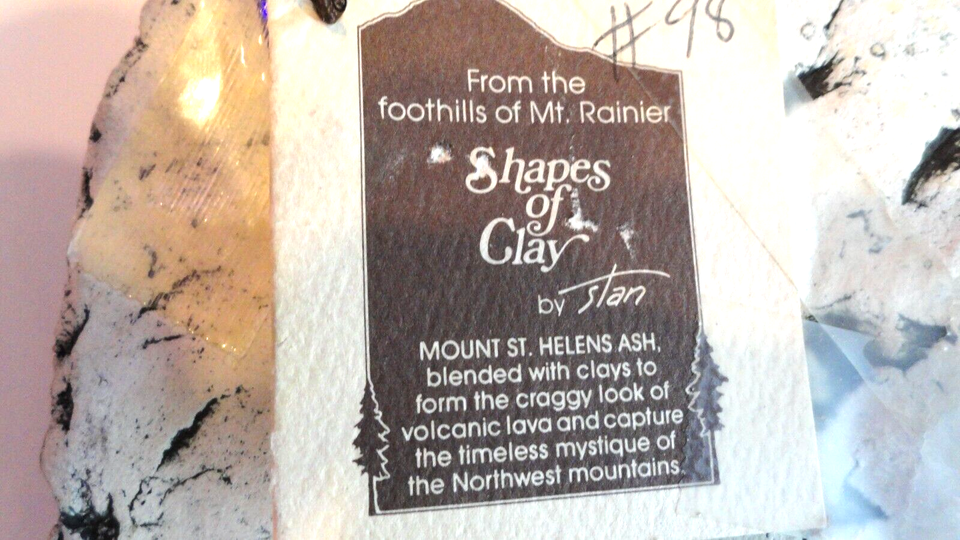 #98
From the
foothills of Mt. Rainier
Shapes
of
Clay
by stan
MOUNT ST. HELENS ASH,
blended with clays to
form the craggy look of
volcanic lava and capture
the timeless mystique of
the Northwest mountains.